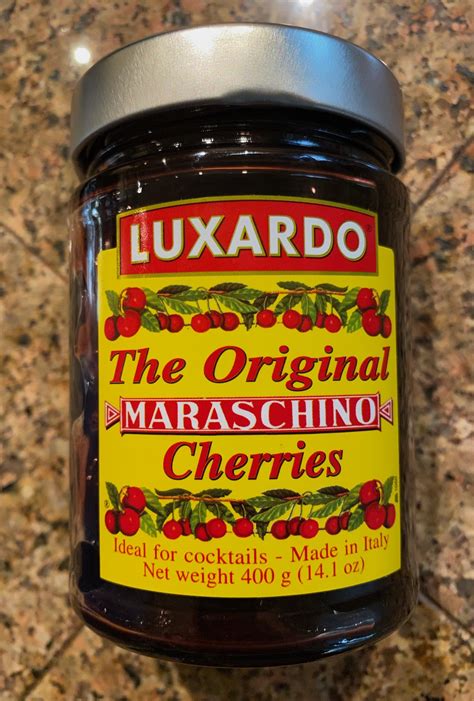 LUXARDO
The Original
MARASCHINO
Cherries
Ideal for cocktails - Made in Italy
Net weight 400 g (14.1 oz)